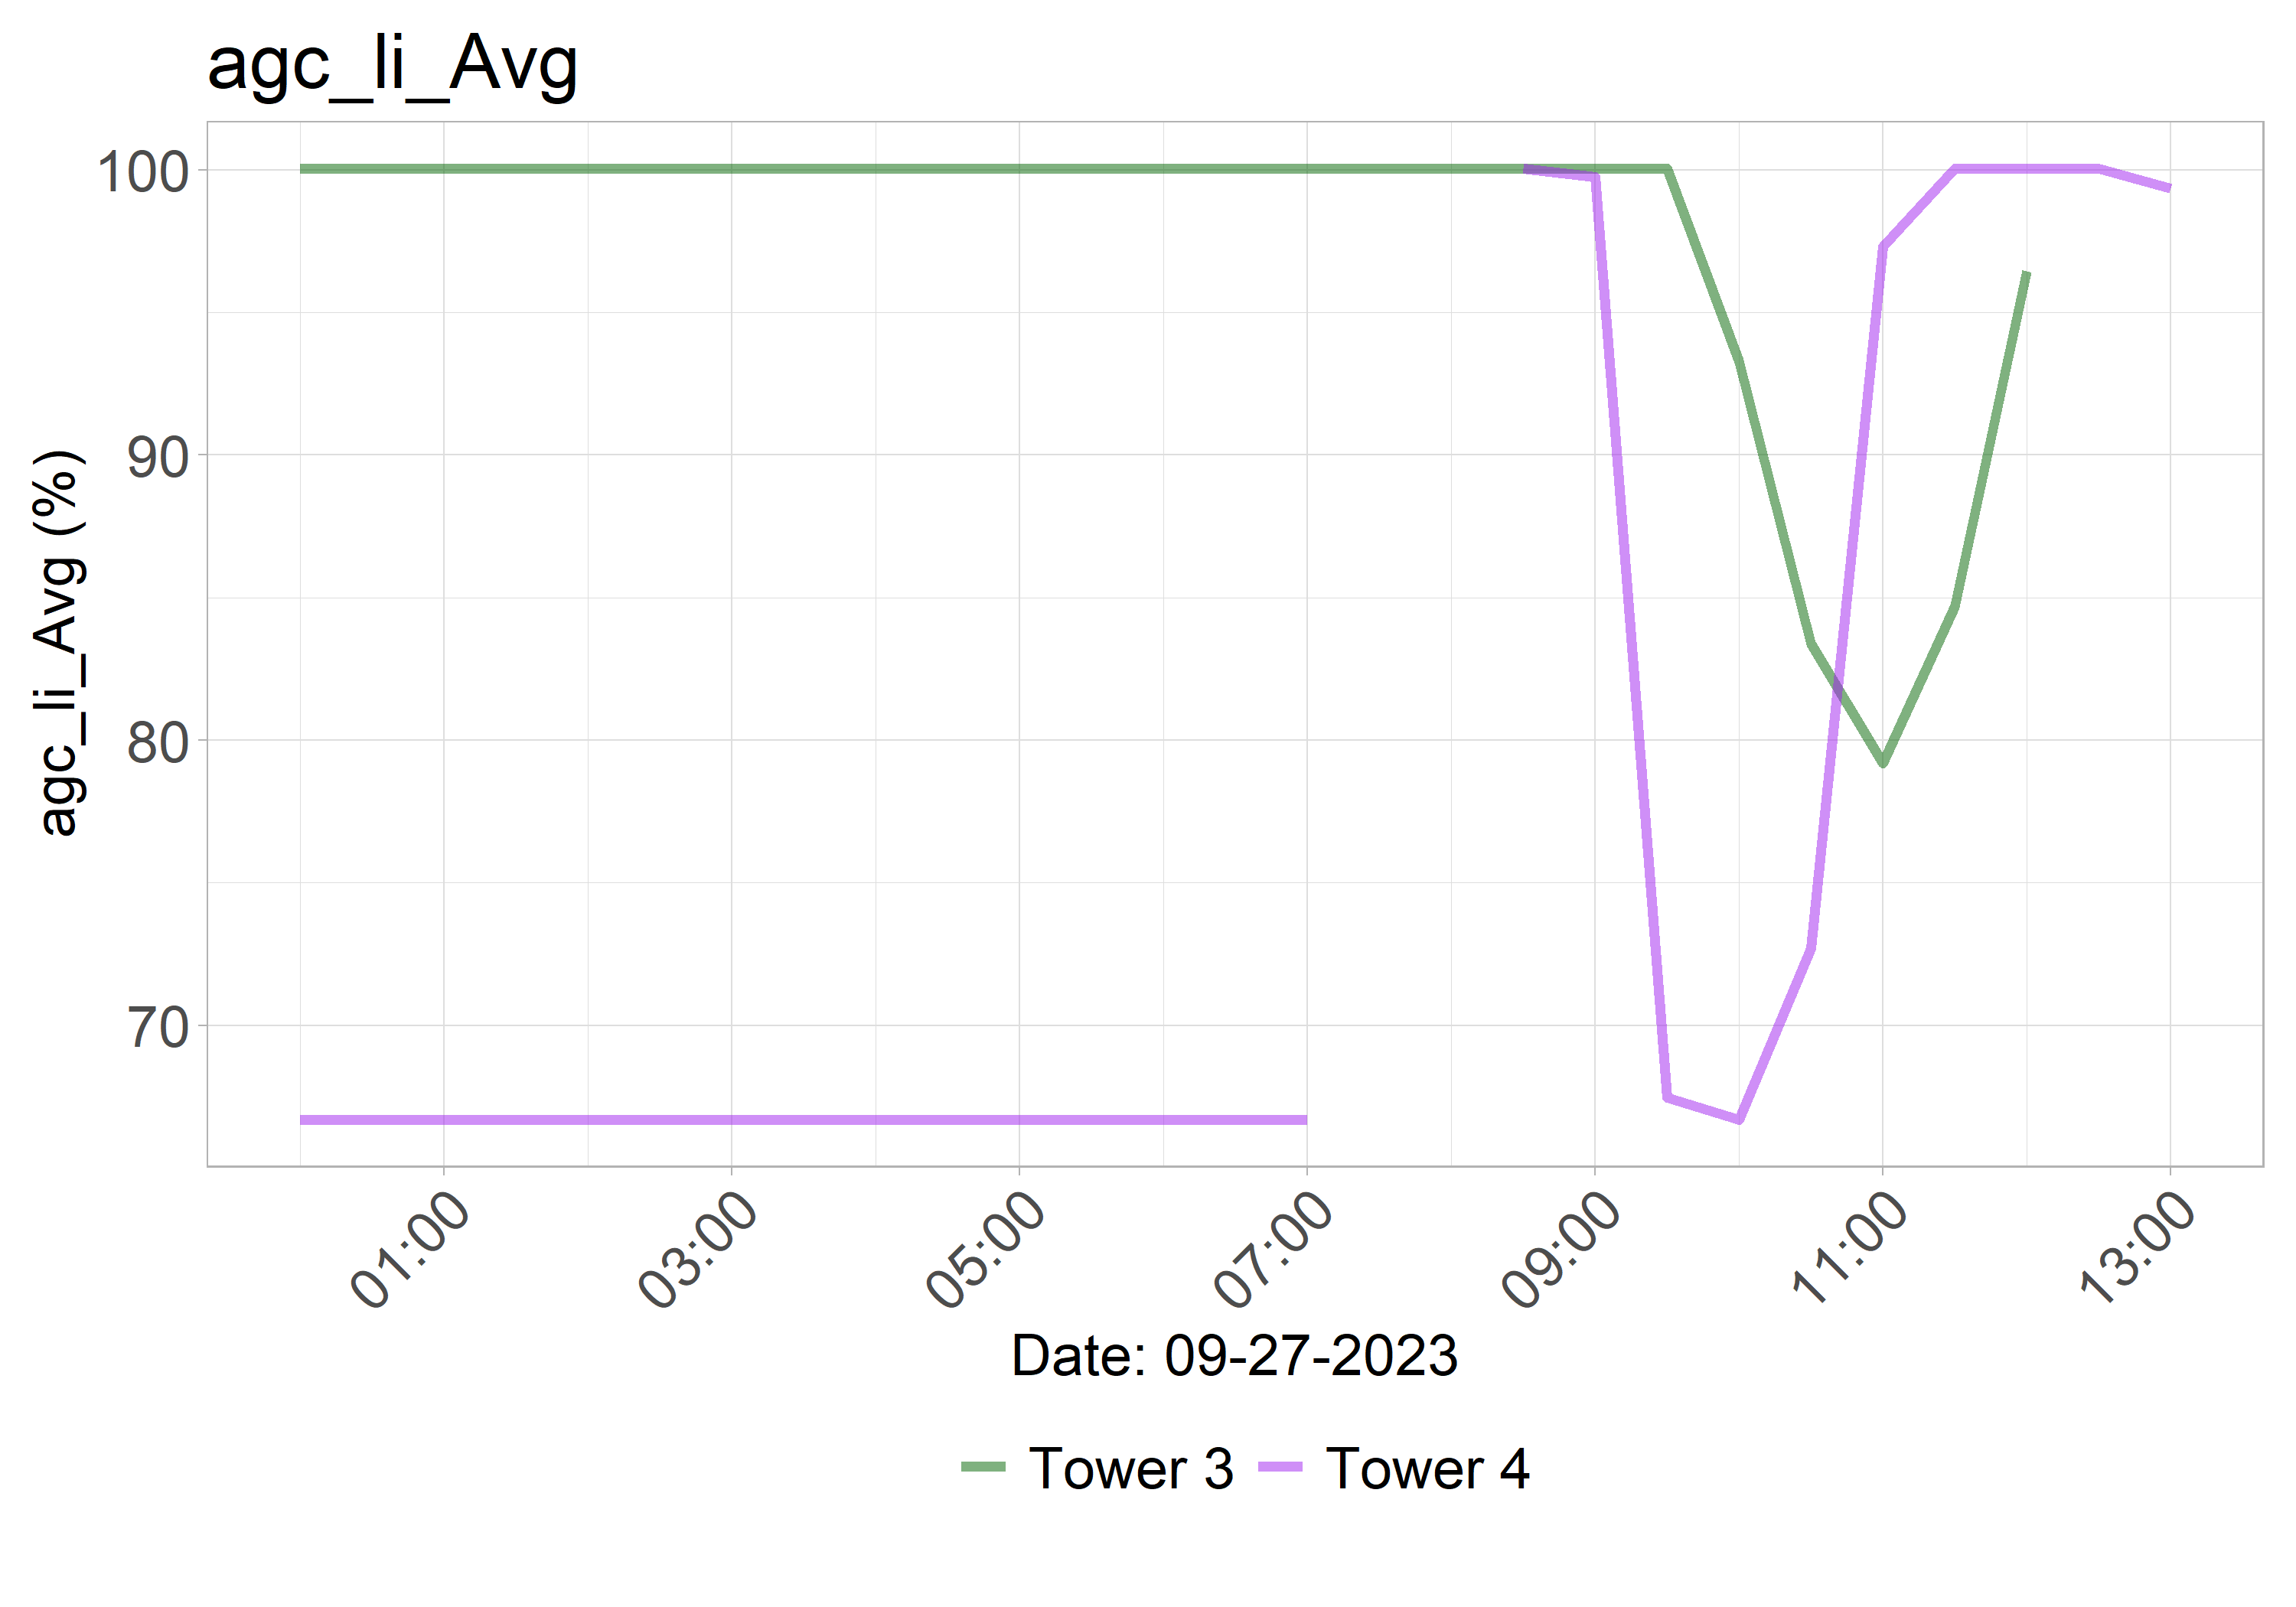 agc_li_Avg
agc_li_Avg (%)
100
90
80
70
01:00 03:00 05:00 07:00 09:00 11:00 13:00
Date: 09-27-2023
Tower 3 Tower 4